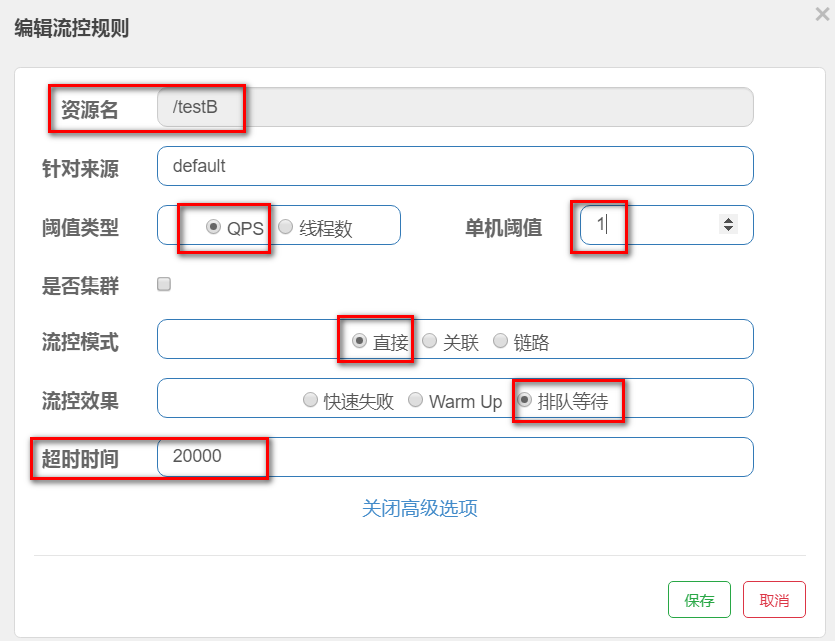 编辑流控规则
资源名 /testB
针对来源 default
阈值类型 QPS 线程数 单机阈值 1
是否集群
流控模式 直接 关联 链路
流控效果 快速失败 Warm Up 排队等待
超时时间 20000
关闭高级选项
保存 取消